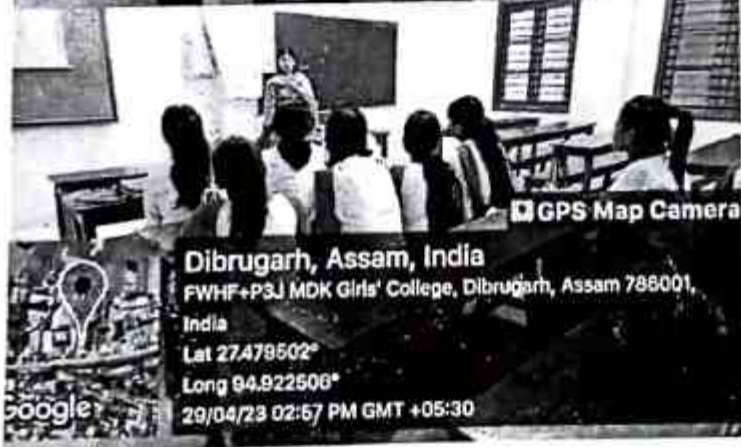 GPS Map Camera
Dibrugarh, Assam, India
FWHF+P3J MDK Girls' College, Dibrugarh, Assam 786001,
India
Lat 27.479502°
Long 94.922506°
29/04/23 02:57 PM GMT +05:30
Google